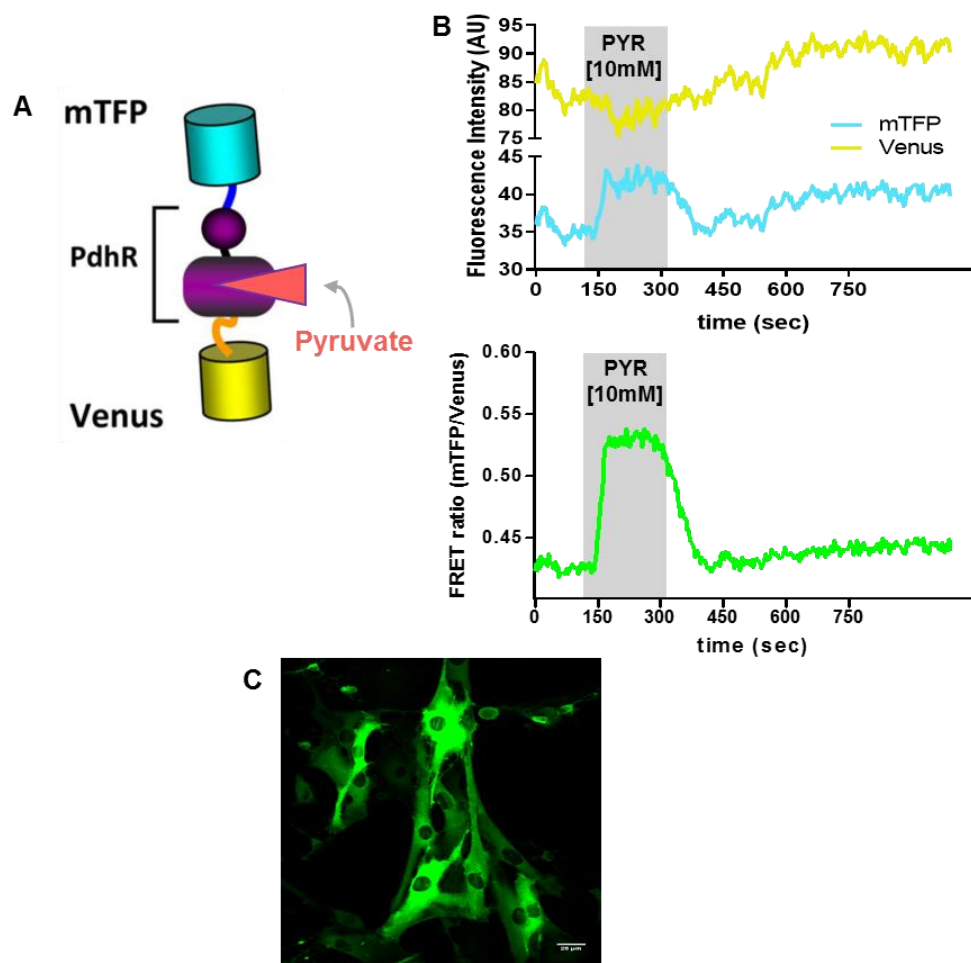 A
mTFP
PdhR
Pyruvate
Venus
B
Fluorescence Intensity (AU)
95
90
85
80
75
45
40
35
30
PYR
[10mM]
mTFP
Venus
0 150 300 450 600 750
time (sec)
FRET ratio (mTFP/Venus)
0.60
0.55
0.50
0.45
PYR
[10mM]
0 150 300 450 600 750
time (sec)
C
25 µm